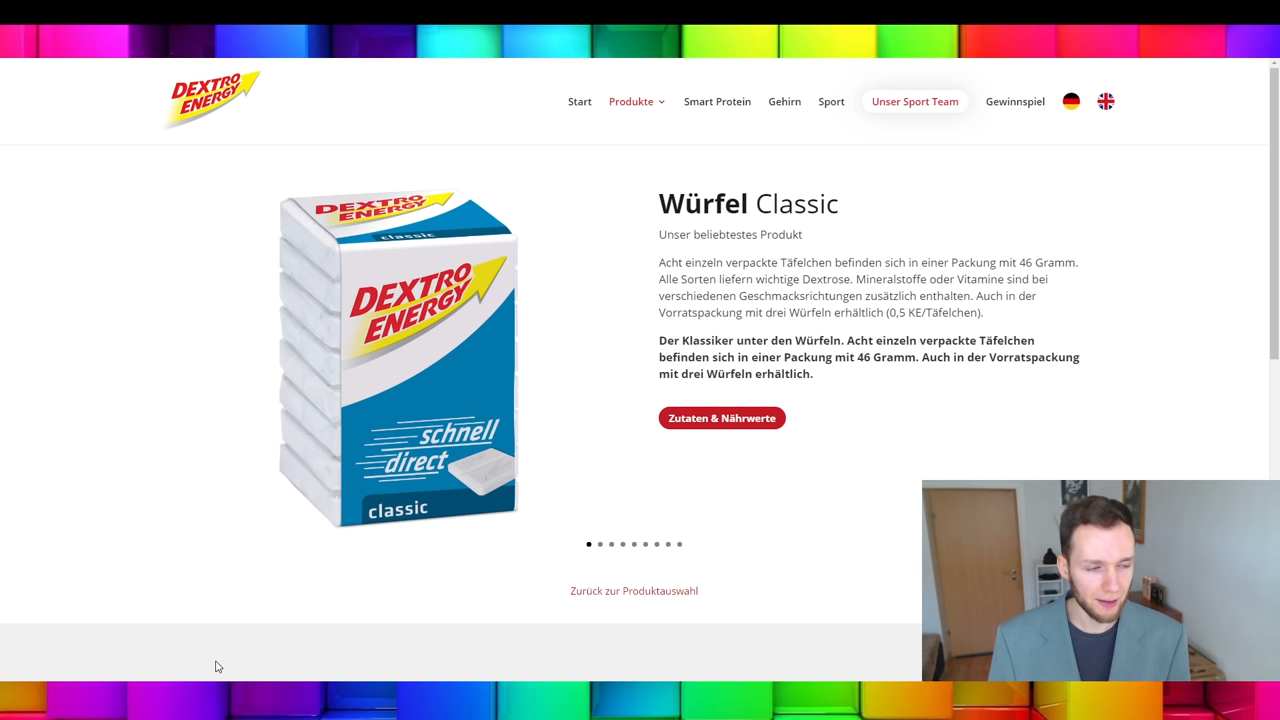 DEXTRO
ENERGY
Start
Produkte
Smart Protein
Gehirn
Sport
Unser Sport Team
Gewinnspiel
DEXTRO
ENERGY
classic
DEXTRO
ENERGY
schnell
direct
classic
Würfel Classic
Unser beliebtestes Produkt
Acht einzeln verpackte Täfelchen befinden sich in einer Packung mit 46 Gramm.
Alle Sorten liefern wichtige Dextrose. Mineralstoffe oder Vitamine sind bei
verschiedenen Geschmacksrichtungen zusätzlich enthalten. Auch in der
Vorratspackung mit drei Würfeln erhältlich (0,5 KE/Täfelchen).
Der Klassiker unter den Würfeln. Acht einzeln verpackte Täfelchen
befinden sich in einer Packung mit 46 Gramm. Auch in der Vorratspackung
mit drei Würfeln erhältlich.
Zutaten & Nährwerte
Zurück zur Produktauswahl